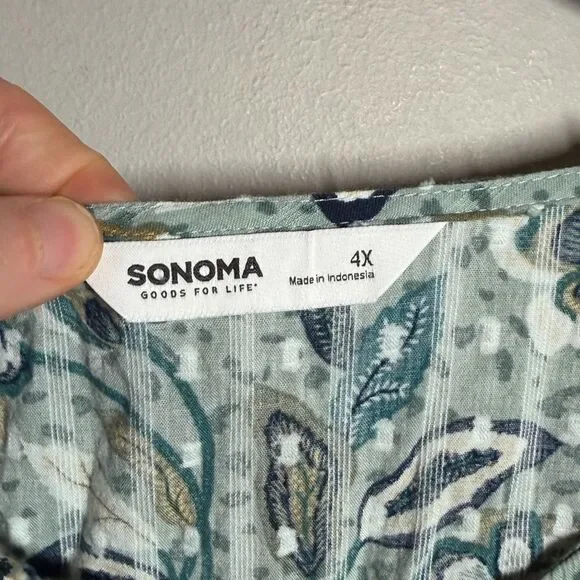 SONOMA
GOODS FOR LIFE*
4X
Made in Indonesia